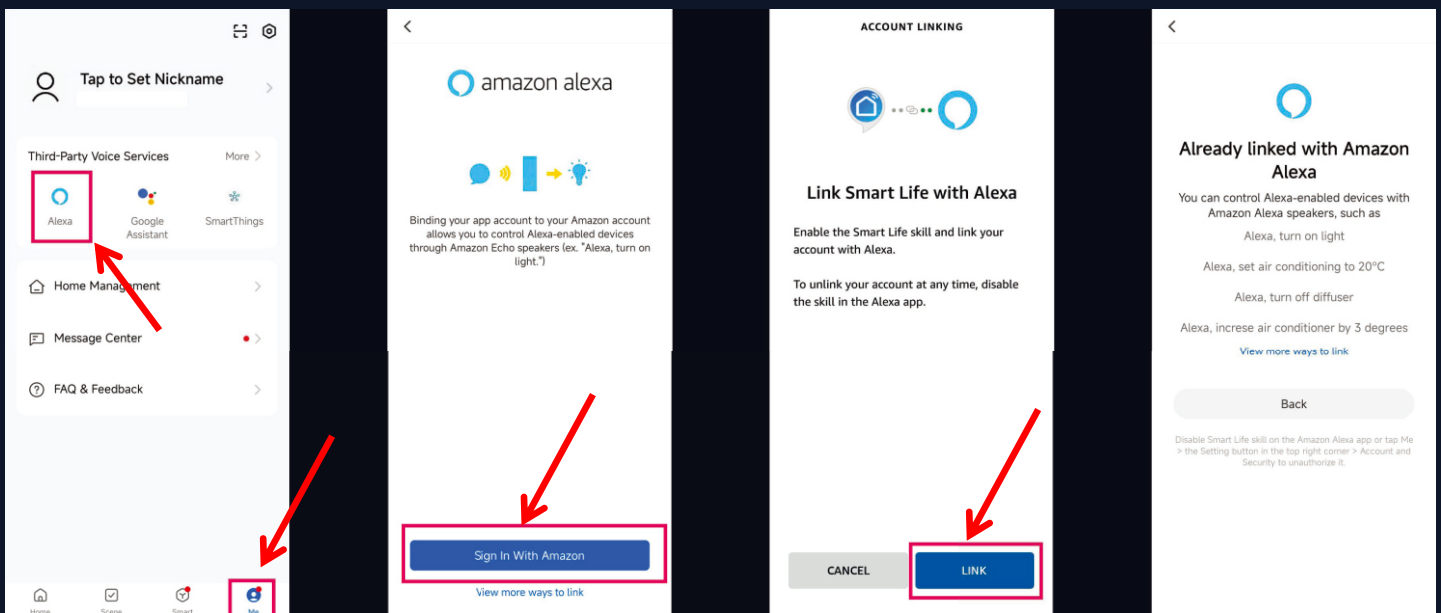 Tap to Set Nickname
Third-Party Voice Services
More
Alexa
Google
Assistant
SmartThings
Home Management
Message Center
FAQ & Feedback
Home
Scene
Smart
Me
amazon alexa
Binding your app account to your Amazon account
allows you to control Alexa-enabled devices
through Amazon Echo speakers (ex. "Alexa, turn on
light.")
Sign In With Amazon
View more ways to link
ACCOUNT LINKING
Link Smart Life with Alexa
Enable the Smart Life skill and link your
account with Alexa.
To unlink your account at any time, disable
the skill in the Alexa app.
CANCEL
LINK
Already linked with Amazon
Alexa
You can control Alexa-enabled devices with
Amazon Alexa speakers, such as
Alexa, turn on light
Alexa, set air conditioning to 20°C
Alexa, turn off diffuser
Alexa, increse air conditioner by 3 degrees
View more ways to link
Back
Disable Smart Life skill on the Amazon Alexa app or tap Me
> the Setting button in the top right corner > Account and
Security to unauthorize it.